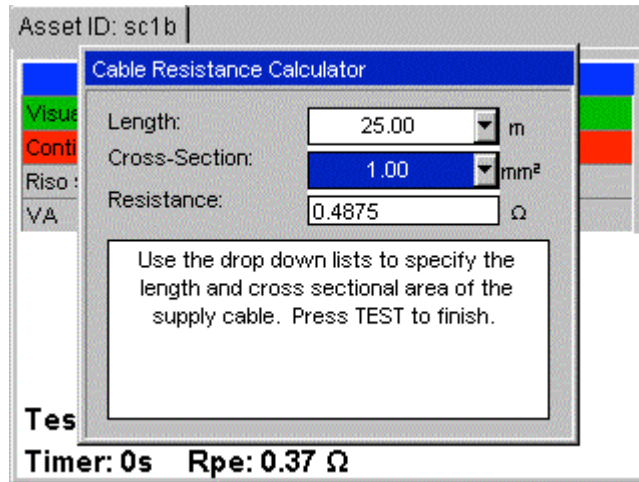 Asset ID: sc1b
Cable Resistance Calculator
Length: 25.00 m
Cross-Section: 1.00 mm²
Resistance: 0.4875 Ω
Use the drop down lists to specify the
length and cross sectional area of the
supply cable. Press TEST to finish.
Riso
VA
Timer: 0s Rpe: 0.37 Ω